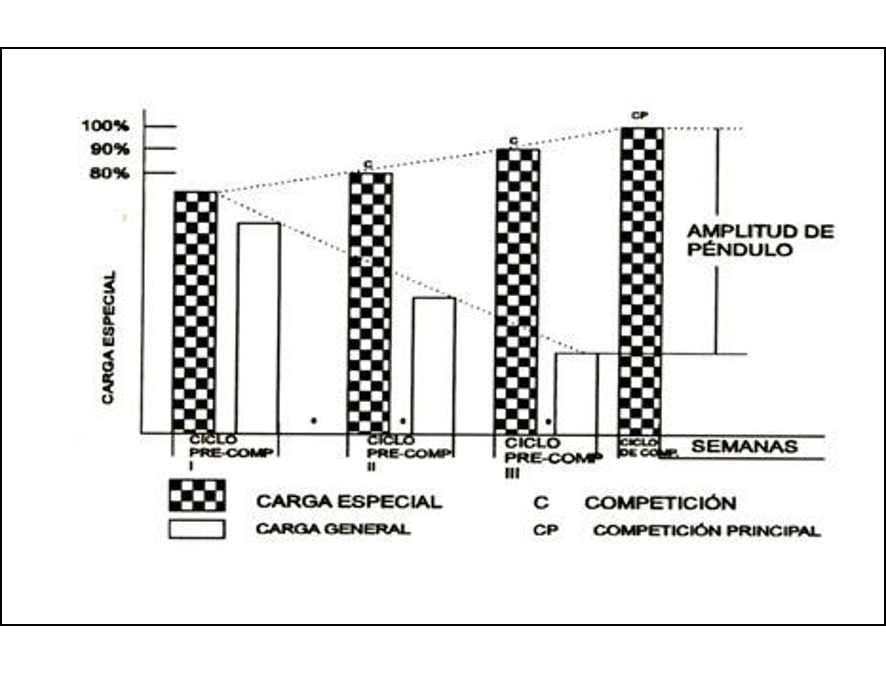 CP
C
C
100%
90%
80%
AMPLITUD DE
PÉNDULO
CARGA ESPECIAL
CICLO
PRE-COMP
I
CICLO
PRE-COMP
II
CICLO
PRE-COMP
III
CICLO
DE COMP.
SEMANAS
CARGA ESPECIAL
C COMPETICIÓN
CARGA GENERAL
CP COMPETICIÓN PRINCIPAL